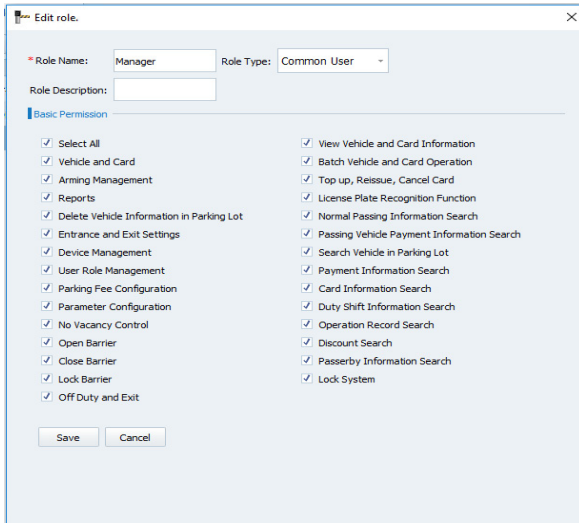 Edit role.
* Role Name: Manager Role Type: Common User
Role Description:
Basic Permission
Select All
Vehicle and Card
Arming Management
Reports
Delete Vehicle Information in Parking Lot
Entrance and Exit Settings
Device Management
User Role Management
Parking Fee Configuration
Parameter Configuration
No Vacancy Control
Open Barrier
Close Barrier
Lock Barrier
Off Duty and Exit
View Vehicle and Card Information
Batch Vehicle and Card Operation
Top up, Reissue, Cancel Card
License Plate Recognition Function
Normal Passing Information Search
Passing Vehicle Payment Information Search
Search Vehicle in Parking Lot
Payment Information Search
Card Information Search
Duty Shift Information Search
Operation Record Search
Discount Search
Passerby Information Search
Lock System
Save Cancel